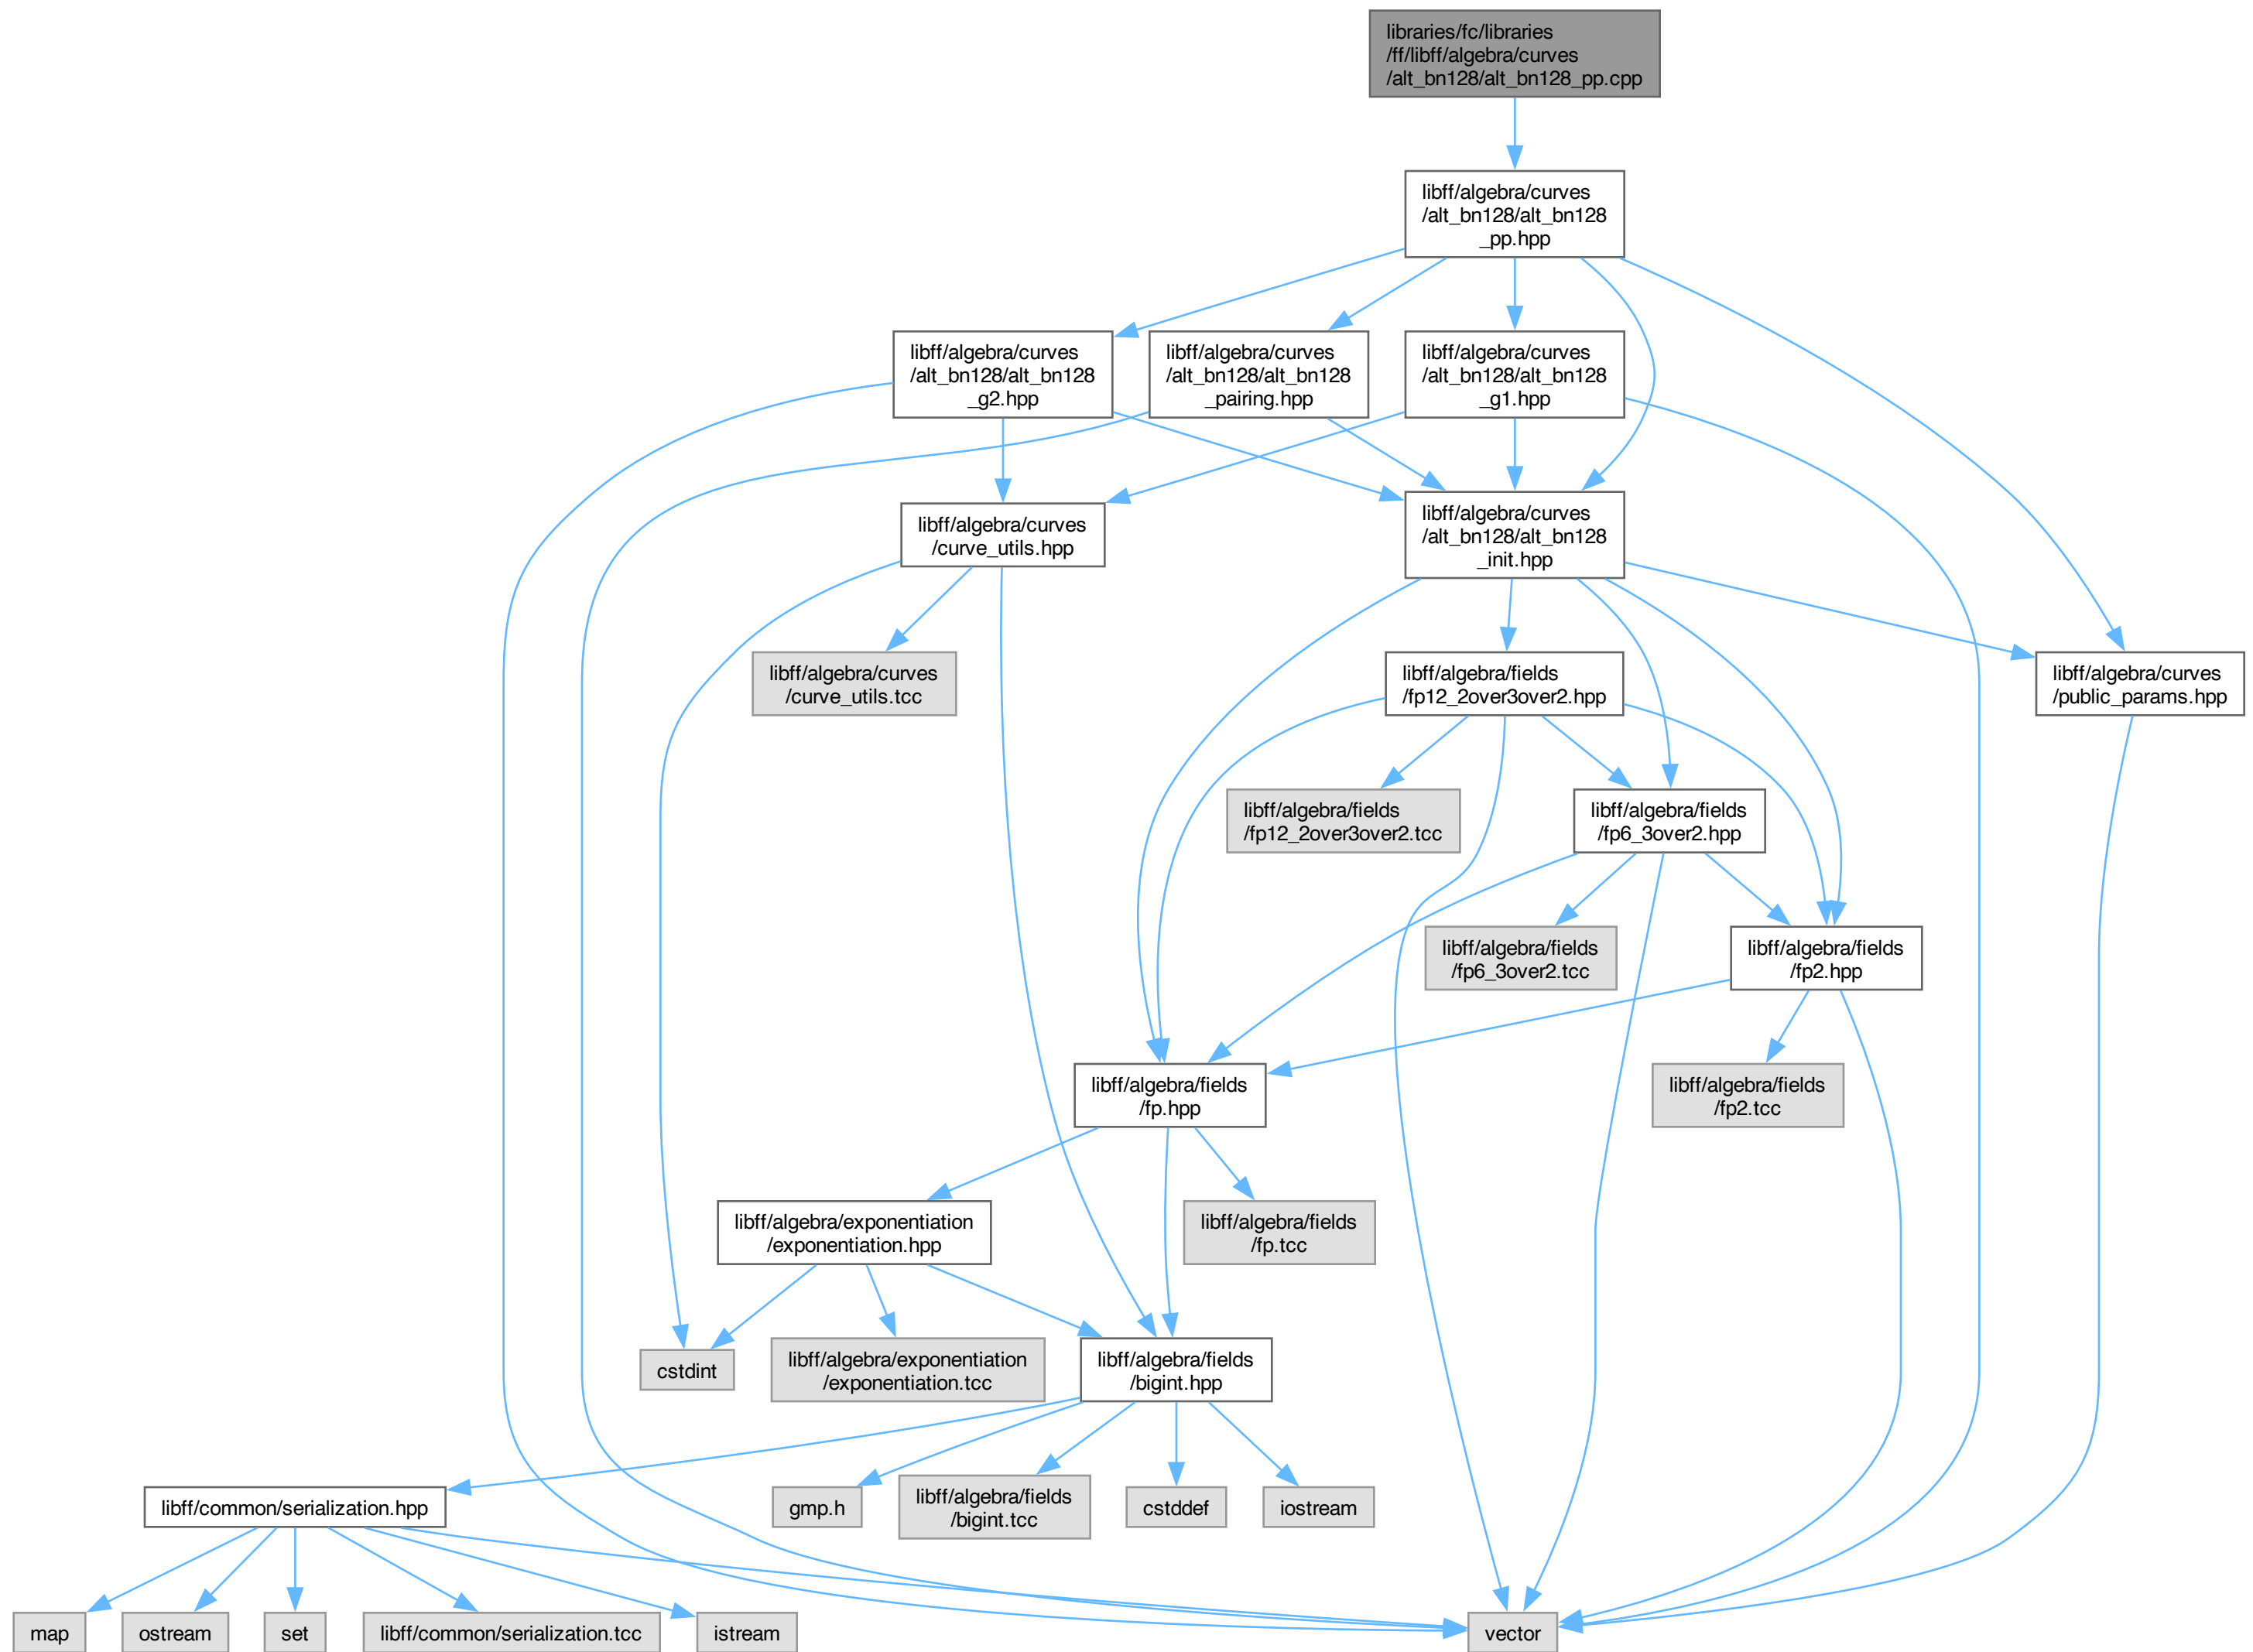 libraries/fc/libraries
/ff/libff/algebra/curves
/alt_bn128/alt_bn128_pp.cpp
libff/algebra/curves
/alt_bn128/alt_bn128
_pp.hpp
libff/algebra/curves
/alt_bn128/alt_bn128
_g2.hpp
libff/algebra/curves
/alt_bn128/alt_bn128
_pairing.hpp
libff/algebra/curves
/alt_bn128/alt_bn128
_g1.hpp
libff/algebra/curves
/curve_utils.hpp
libff/algebra/curves
/alt_bn128/alt_bn128
_init.hpp
libff/algebra/curves
/curve_utils.tcc
libff/algebra/fields
/fp12_2over3over2.hpp
libff/algebra/curves
/public_params.hpp
libff/algebra/fields
/fp12_2over3over2.tcc
libff/algebra/fields
/fp6_3over2.hpp
libff/algebra/fields
/fp6_3over2.tcc
libff/algebra/fields
/fp2.hpp
libff/algebra/fields
/fp.hpp
libff/algebra/fields
/fp2.tcc
libff/algebra/exponentiation
/exponentiation.hpp
libff/algebra/fields
/fp.tcc
cstdint
libff/algebra/exponentiation
/exponentiation.tcc
libff/algebra/fields
/bigint.hpp
libff/common/serialization.hpp
gmp.h
libff/algebra/fields
/bigint.tcc
cstddef
iostream
map
ostream
set
libff/common/serialization.tcc
istream
vector